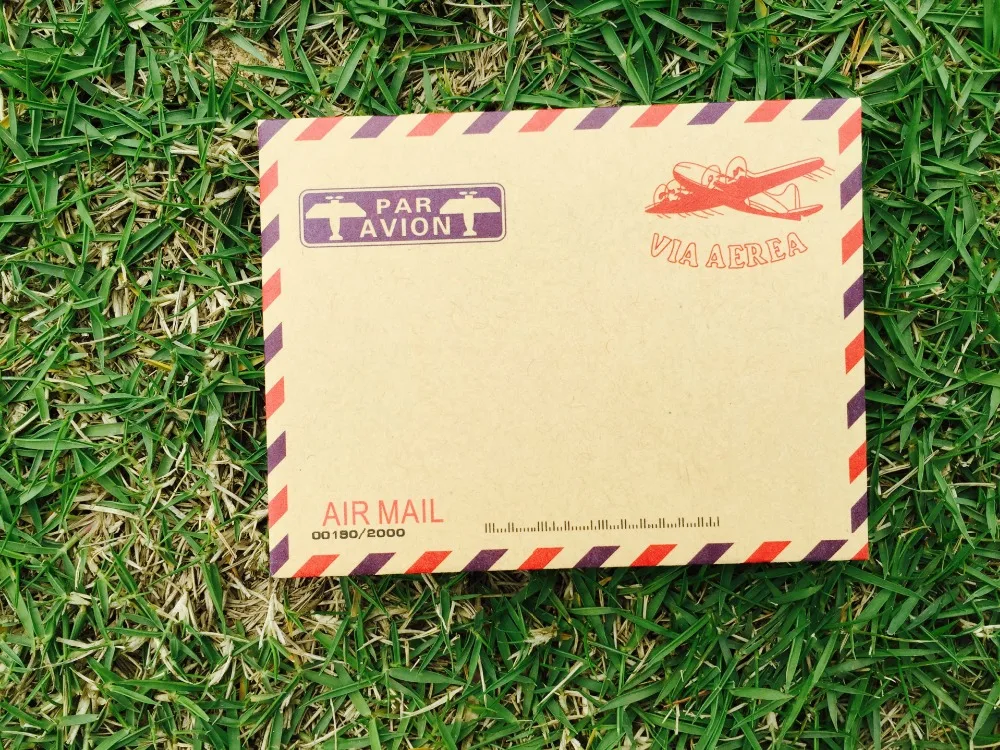 PAR
AVION
VIA AEREA
AIR MAIL
00190/2000